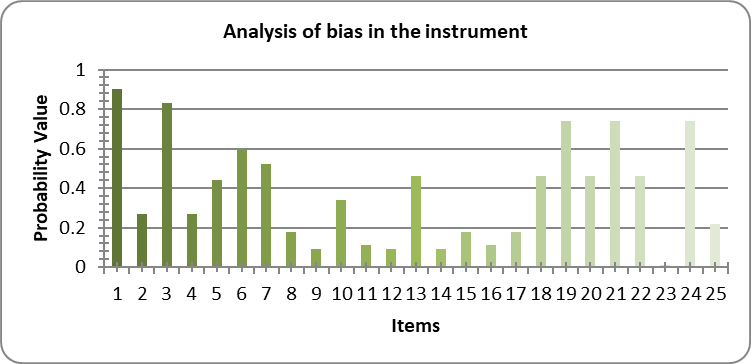 Analysis of bias in the instrument
Probability Value
1
0.8
0.6
0.4
0.2
0
1 2 3 4 5 6 7 8 9 10 11 12 13 14 15 16 17 18 19 20 21 22 23 24 25
Items